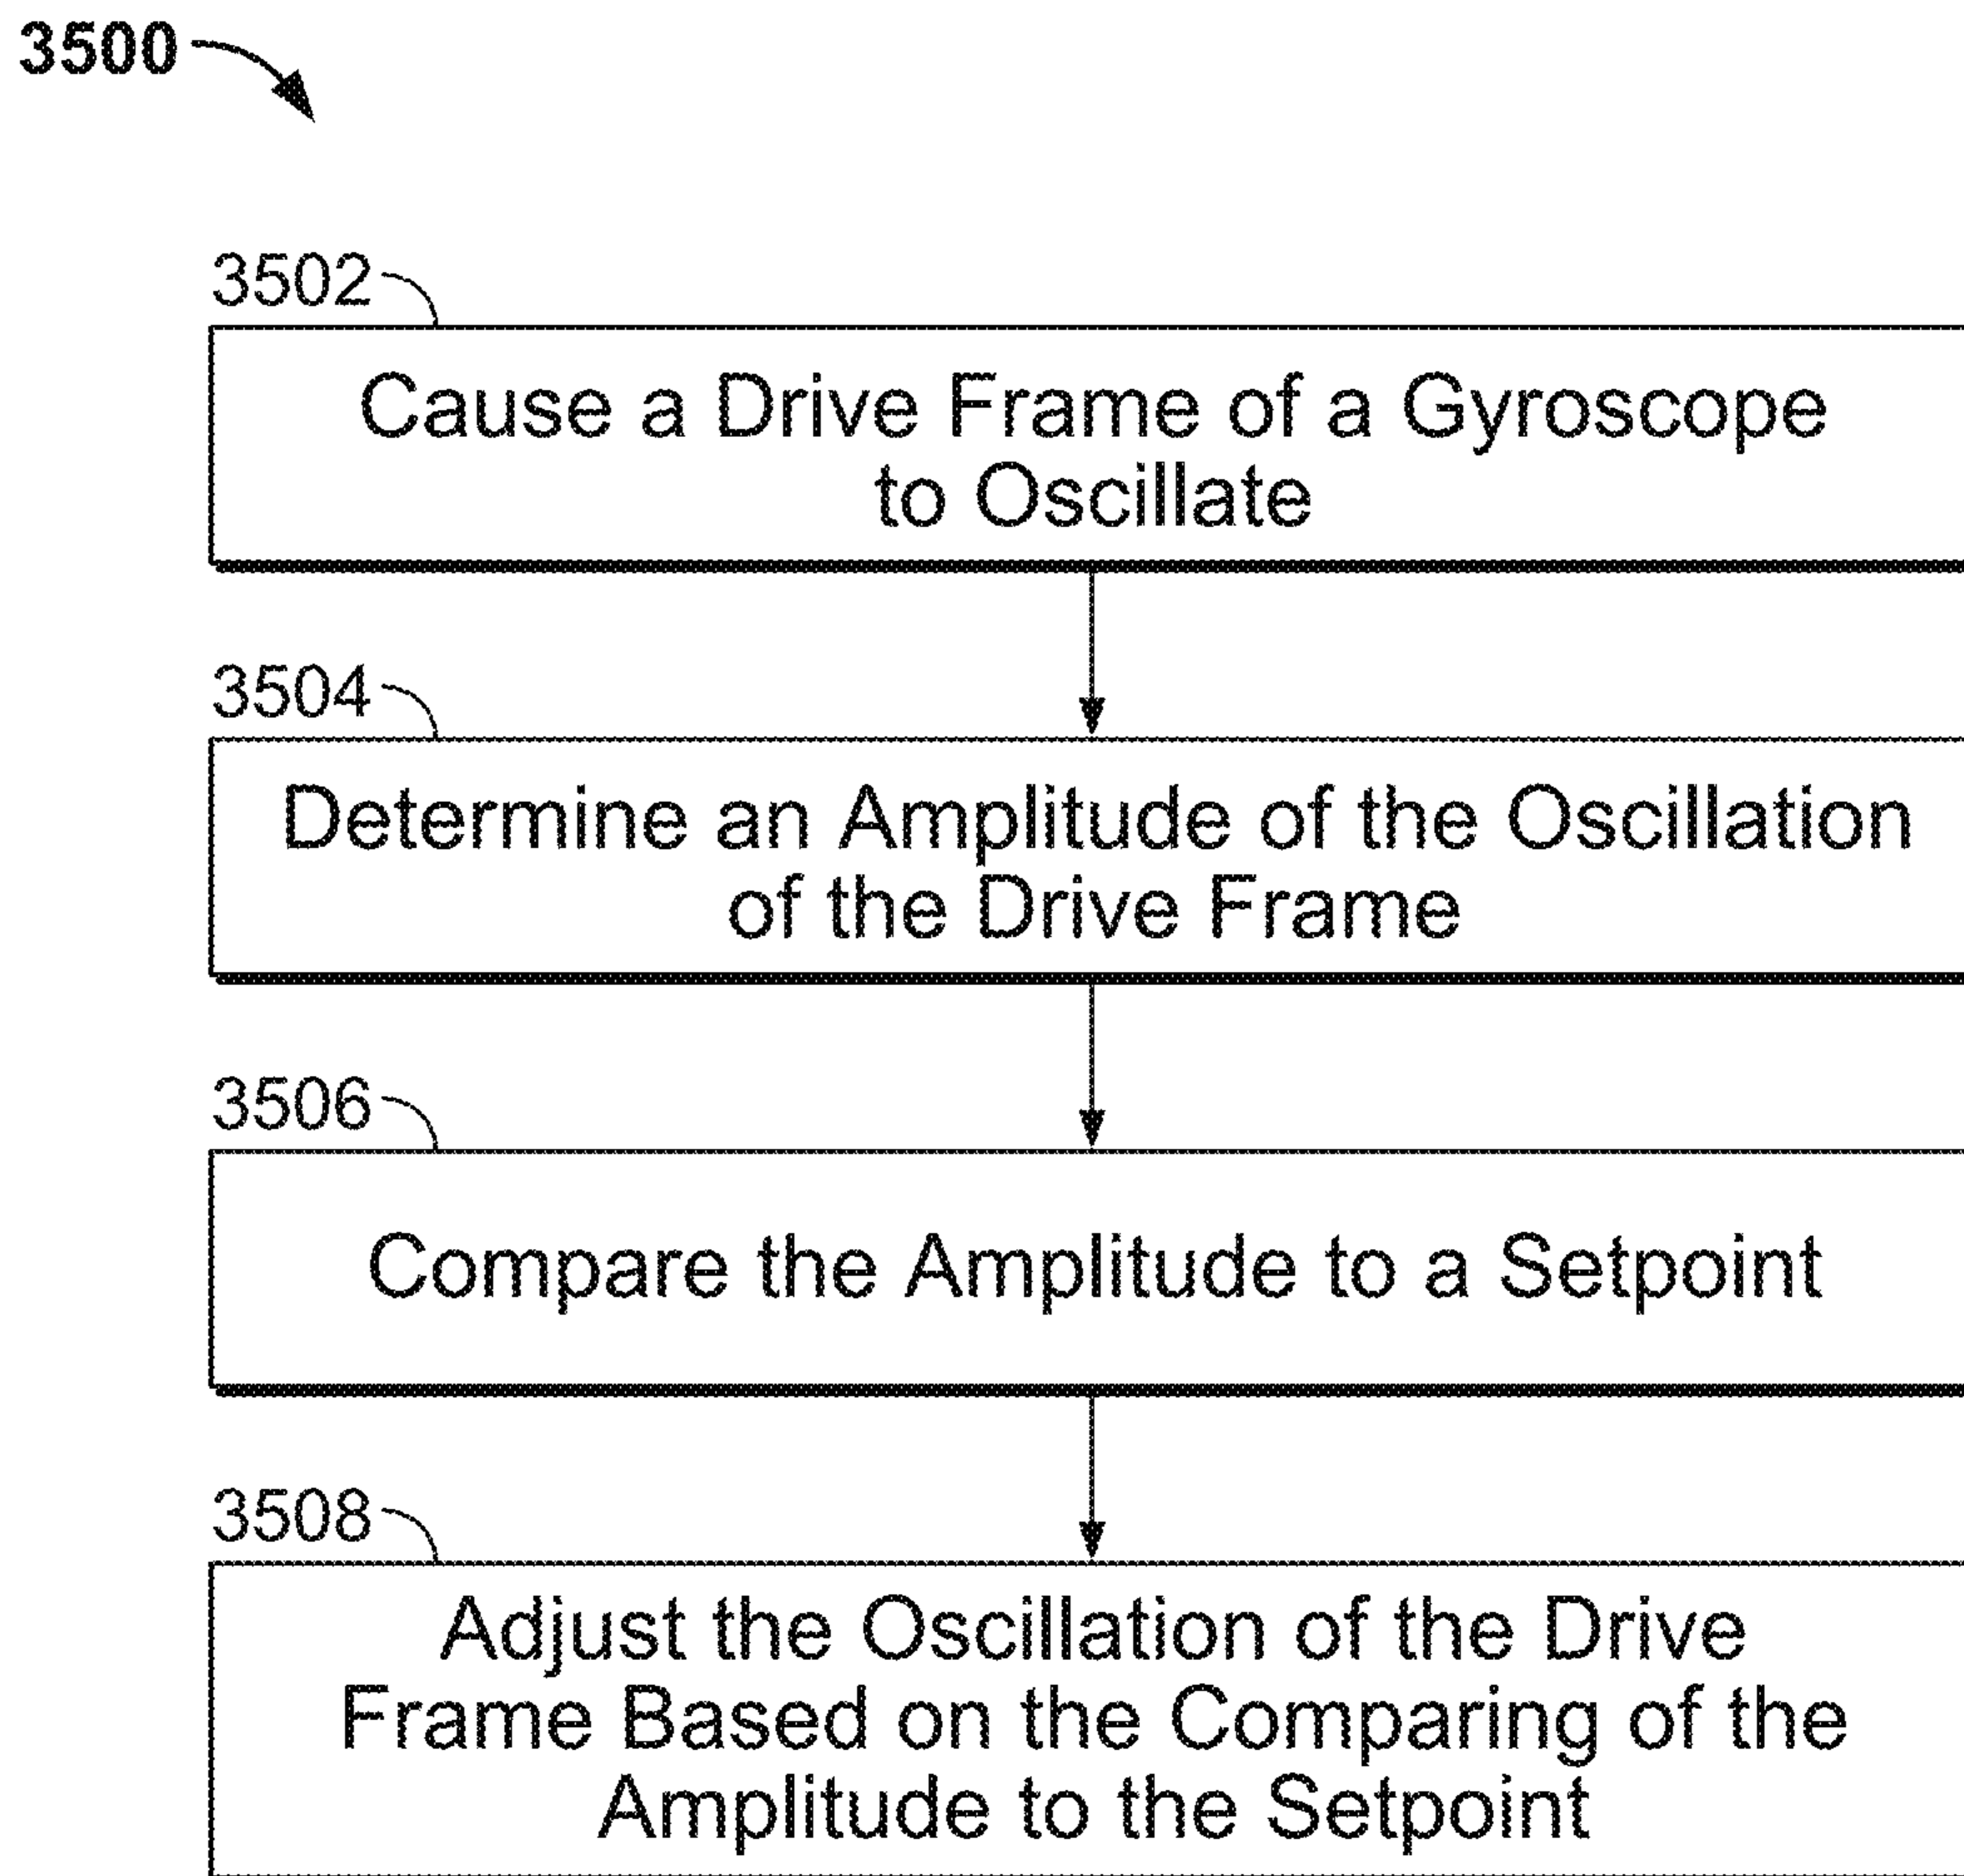 3500
3502
Cause a Drive Frame of a Gyroscope
to Oscillate
3504
Determine an Amplitude of the Oscillation
of the Drive Frame
3506
Compare the Amplitude to a Setpoint
3508
Adjust the Oscillation of the Drive
Frame Based on the Comparing of the
Amplitude to the Setpoint